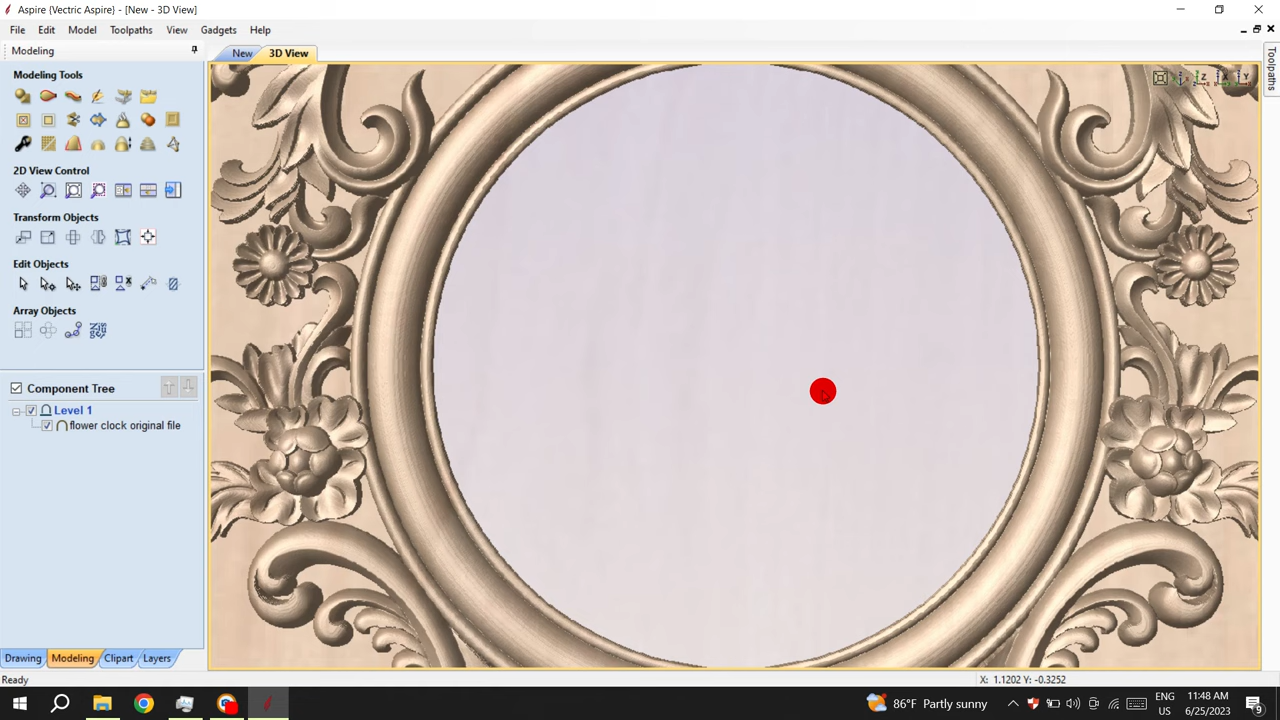 Aspire {Vectric Aspire} - [New - 3D View]
File Edit Model Toolpaths View Gadgets Help
Modeling
New 3D View
Toolpaths
Modeling Tools
2D View Control
Transform Objects
Edit Objects
Array Objects
Component Tree
Level 1
flower clock original file
Drawing Modeling Clipart Layers
Ready
X: 1.1202 Y: -0.3252
86°F Partly sunny
ENG
US
11:48 AM
6/25/2023
9